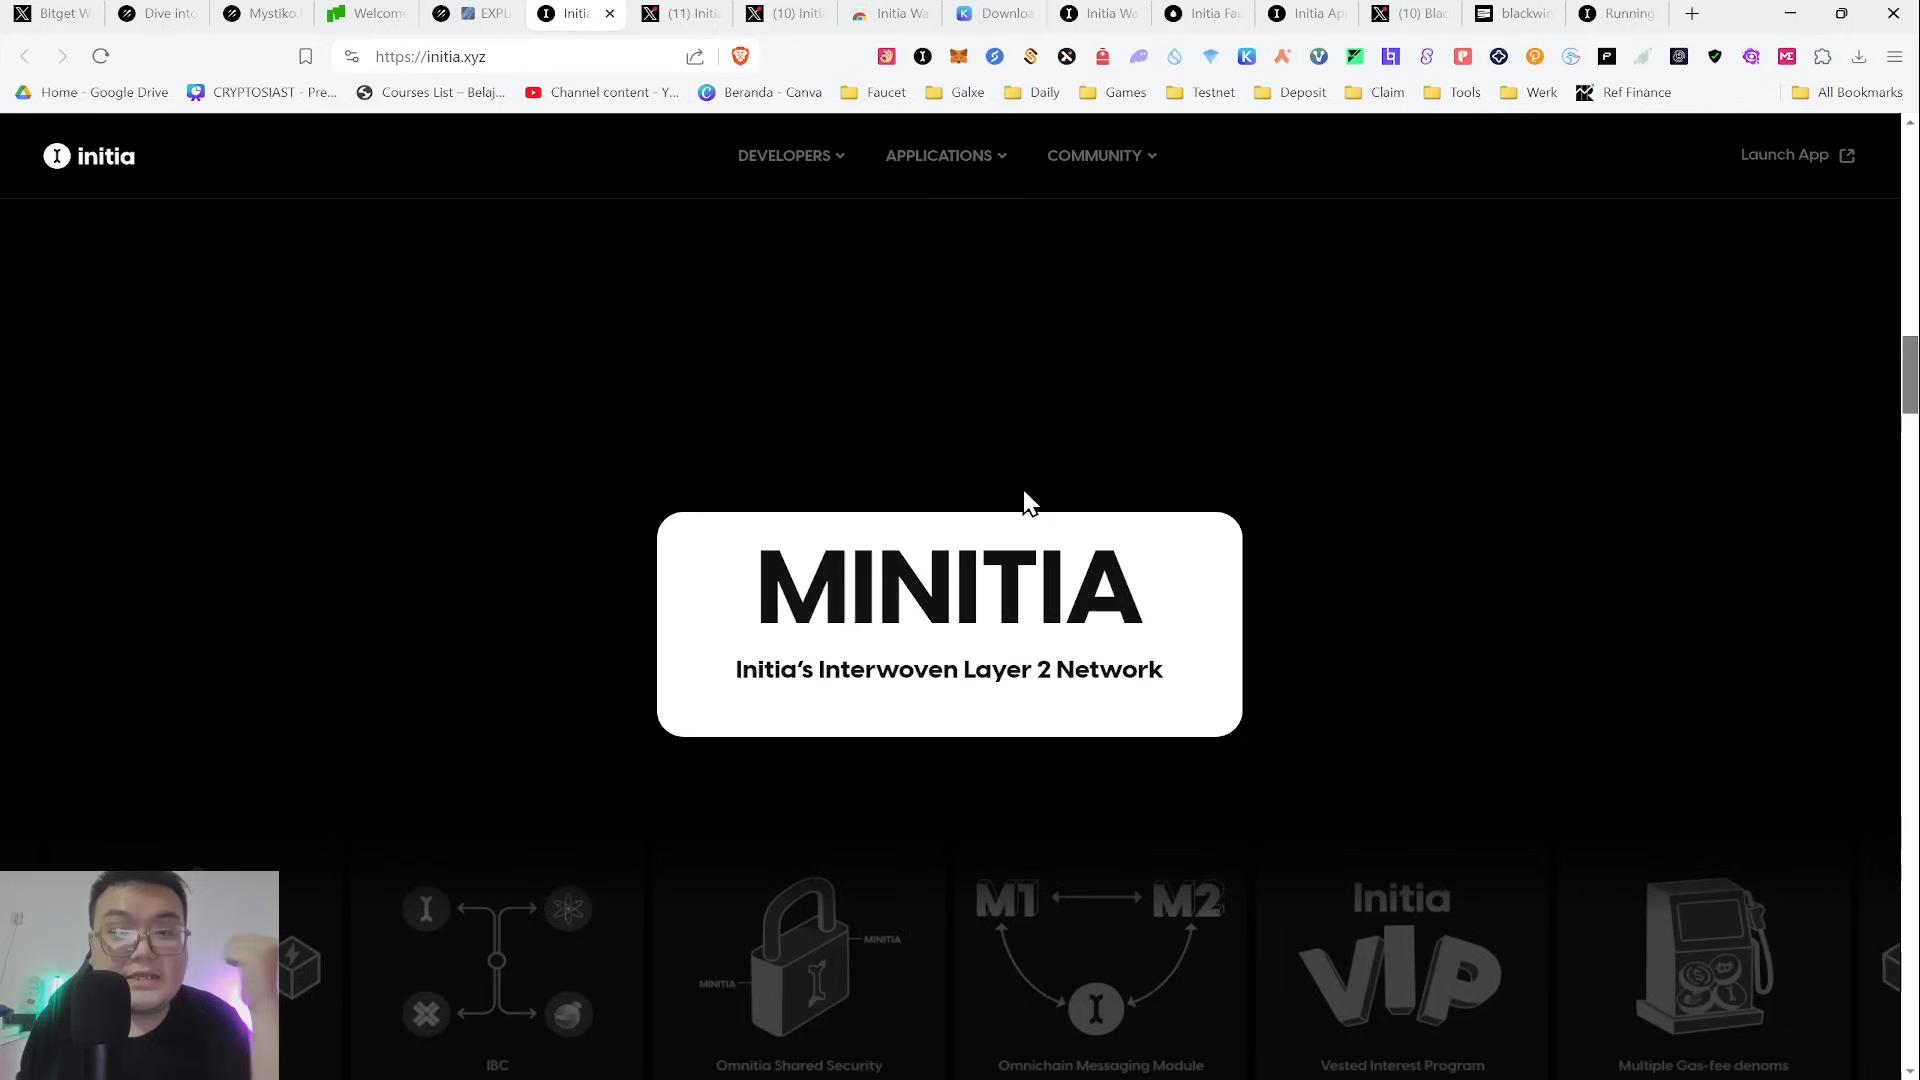 Bitget W
Dive into
Mystiko.
Welcome
EXPL
Initia
(11) Initi
(10) Initi
Initia Wa
Downloa
Initia Wa
Initia Fau
Initia Ap
(10) Blac
blackwin
Running
https://initia.xyz
Home - Google Drive
CRYPTOSIAST - Pre...
Courses List – Belaj...
Channel content - Y...
Beranda - Canva
Faucet
Galxe
Daily
Games
Testnet
Deposit
Claim
Tools
Werk
Ref Finance
All Bookmarks
initia
DEVELOPERS
APPLICATIONS
COMMUNITY
Launch App
MINITIA
Initia’s Interwoven Layer 2 Network
IBC
MINITIA
MINITIA
Omnitia Shared Security
M1
M2
Omnichain Messaging Module
Initia
VIP
Vested Interest Program
Multiple Gas-fee denoms